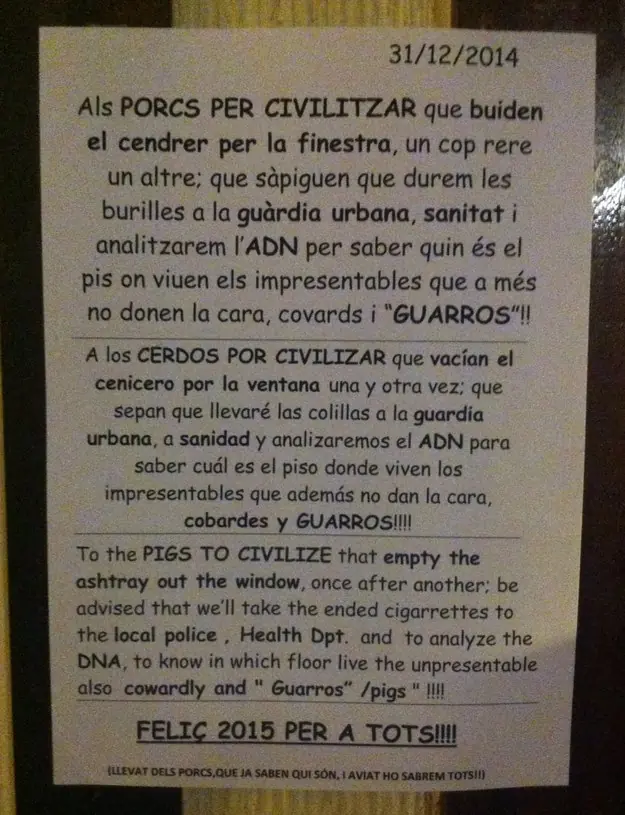 31/12/2014
Als PORCS PER CIVILITZAR que buiden
el cendrer per la finestra, un cop rere
un altre; que sàpiguen que durem les
burilles a la guàrdia urbana, sanitat i
analitzarem l'ADN per saber quin és el
pis on viuen els impresentables que a més
no donen la cara, covards i "GUARROS"!!
A los CERDOS POR CIVILIZAR que vacían el
cenicero por la ventana una y otra vez; que
sepan que llevaré las colillas a la guardia
urbana, a sanidad y analizaremos el ADN para
saber cuál es el piso donde viven los
impresentables que además no dan la cara,
cobardes y GUARROS!!!!
To the PIGS TO CIVILIZE that empty the
ashtray out the window, once after another; be
advised that we'll take the ended cigarrettes to
the local police , Health Dpt. and to analyze the
DNA, to know in which floor live the unpresentable
also cowardly and " Guarros" /pigs " !!!!
FELIÇ 2015 PER A TOTS!!!!
(LLEVAT DELS PORCS,QUE JA SABEN QUI SÓN, I AVIAT HO SABREM TOTS!!!)